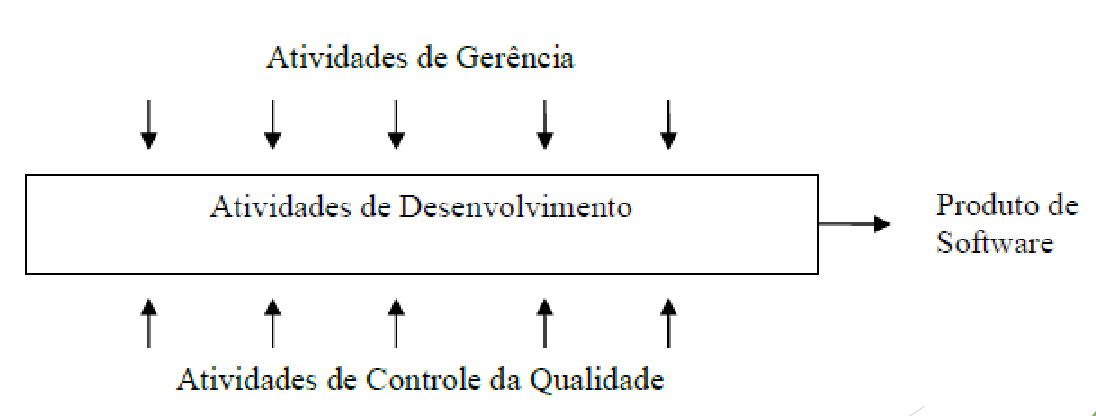 Atividades de Gerência
Atividades de Desenvolvimento
Produto de
Software
Atividades de Controle da Qualidade